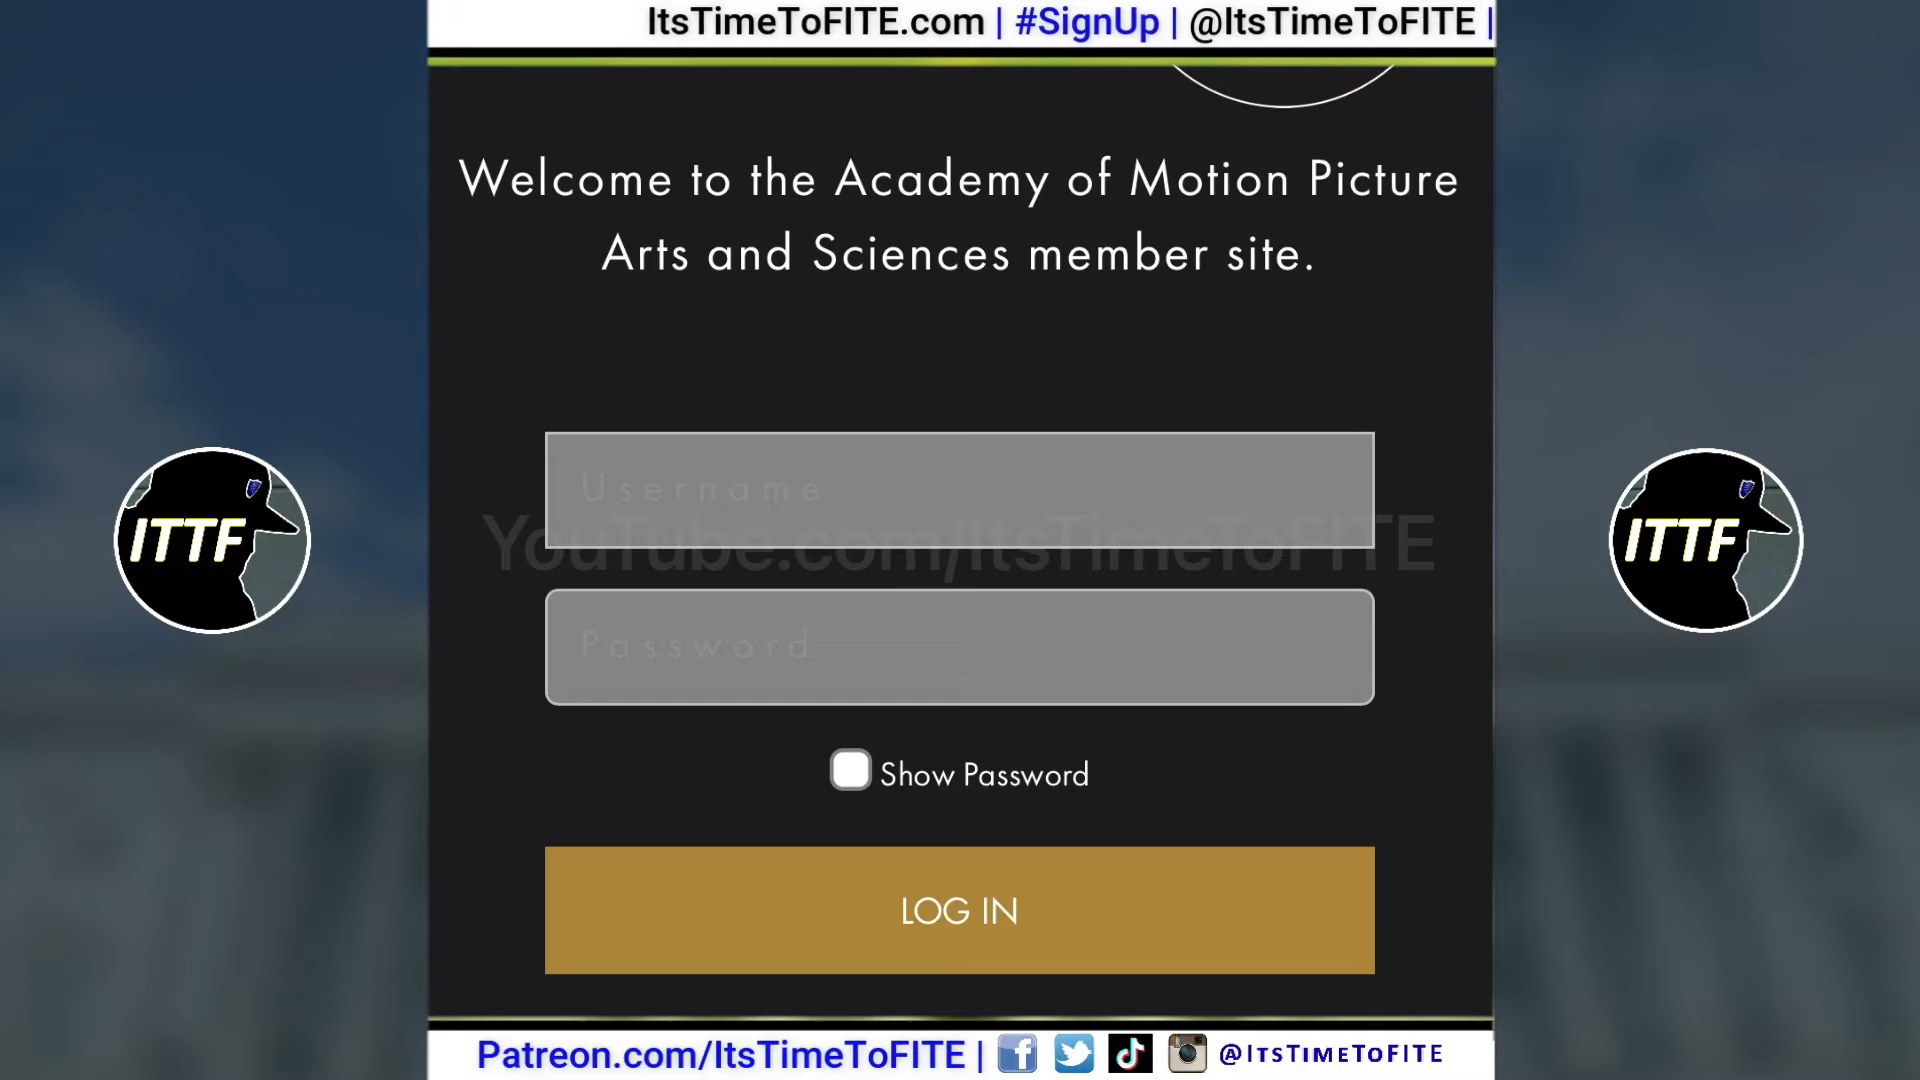 ItsTimeToFITE.com | #SignUp | @ItsTimeToFITE |
Welcome to the Academy of Motion Picture
Arts and Sciences member site.
Username
YouTube.com/ItsTimeToFITE
Password
Show Password
LOG IN
ITTF
ITTF
Patreon.com/ItsTimeToFITE | @ITSTIMETOFITE